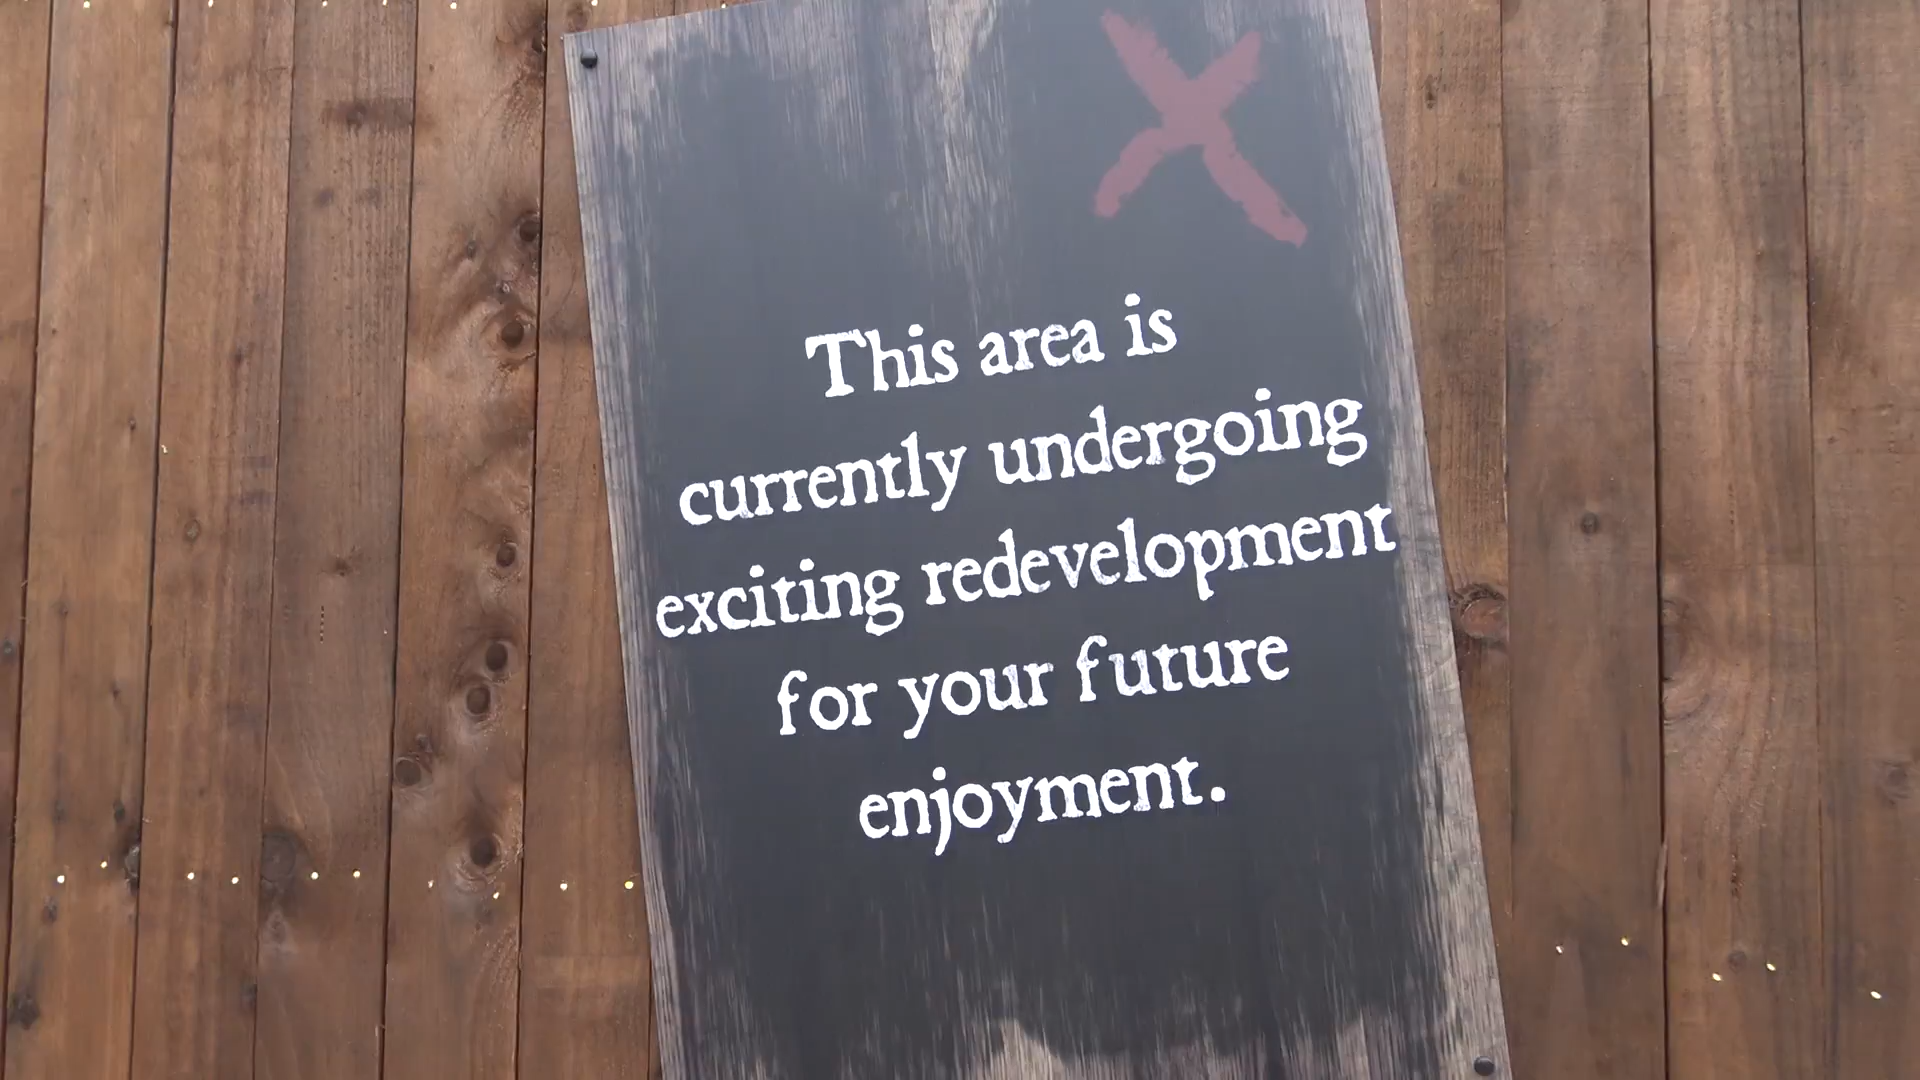 This area is
currently undergoing
exciting redevelopment
for your future
enjoyment.